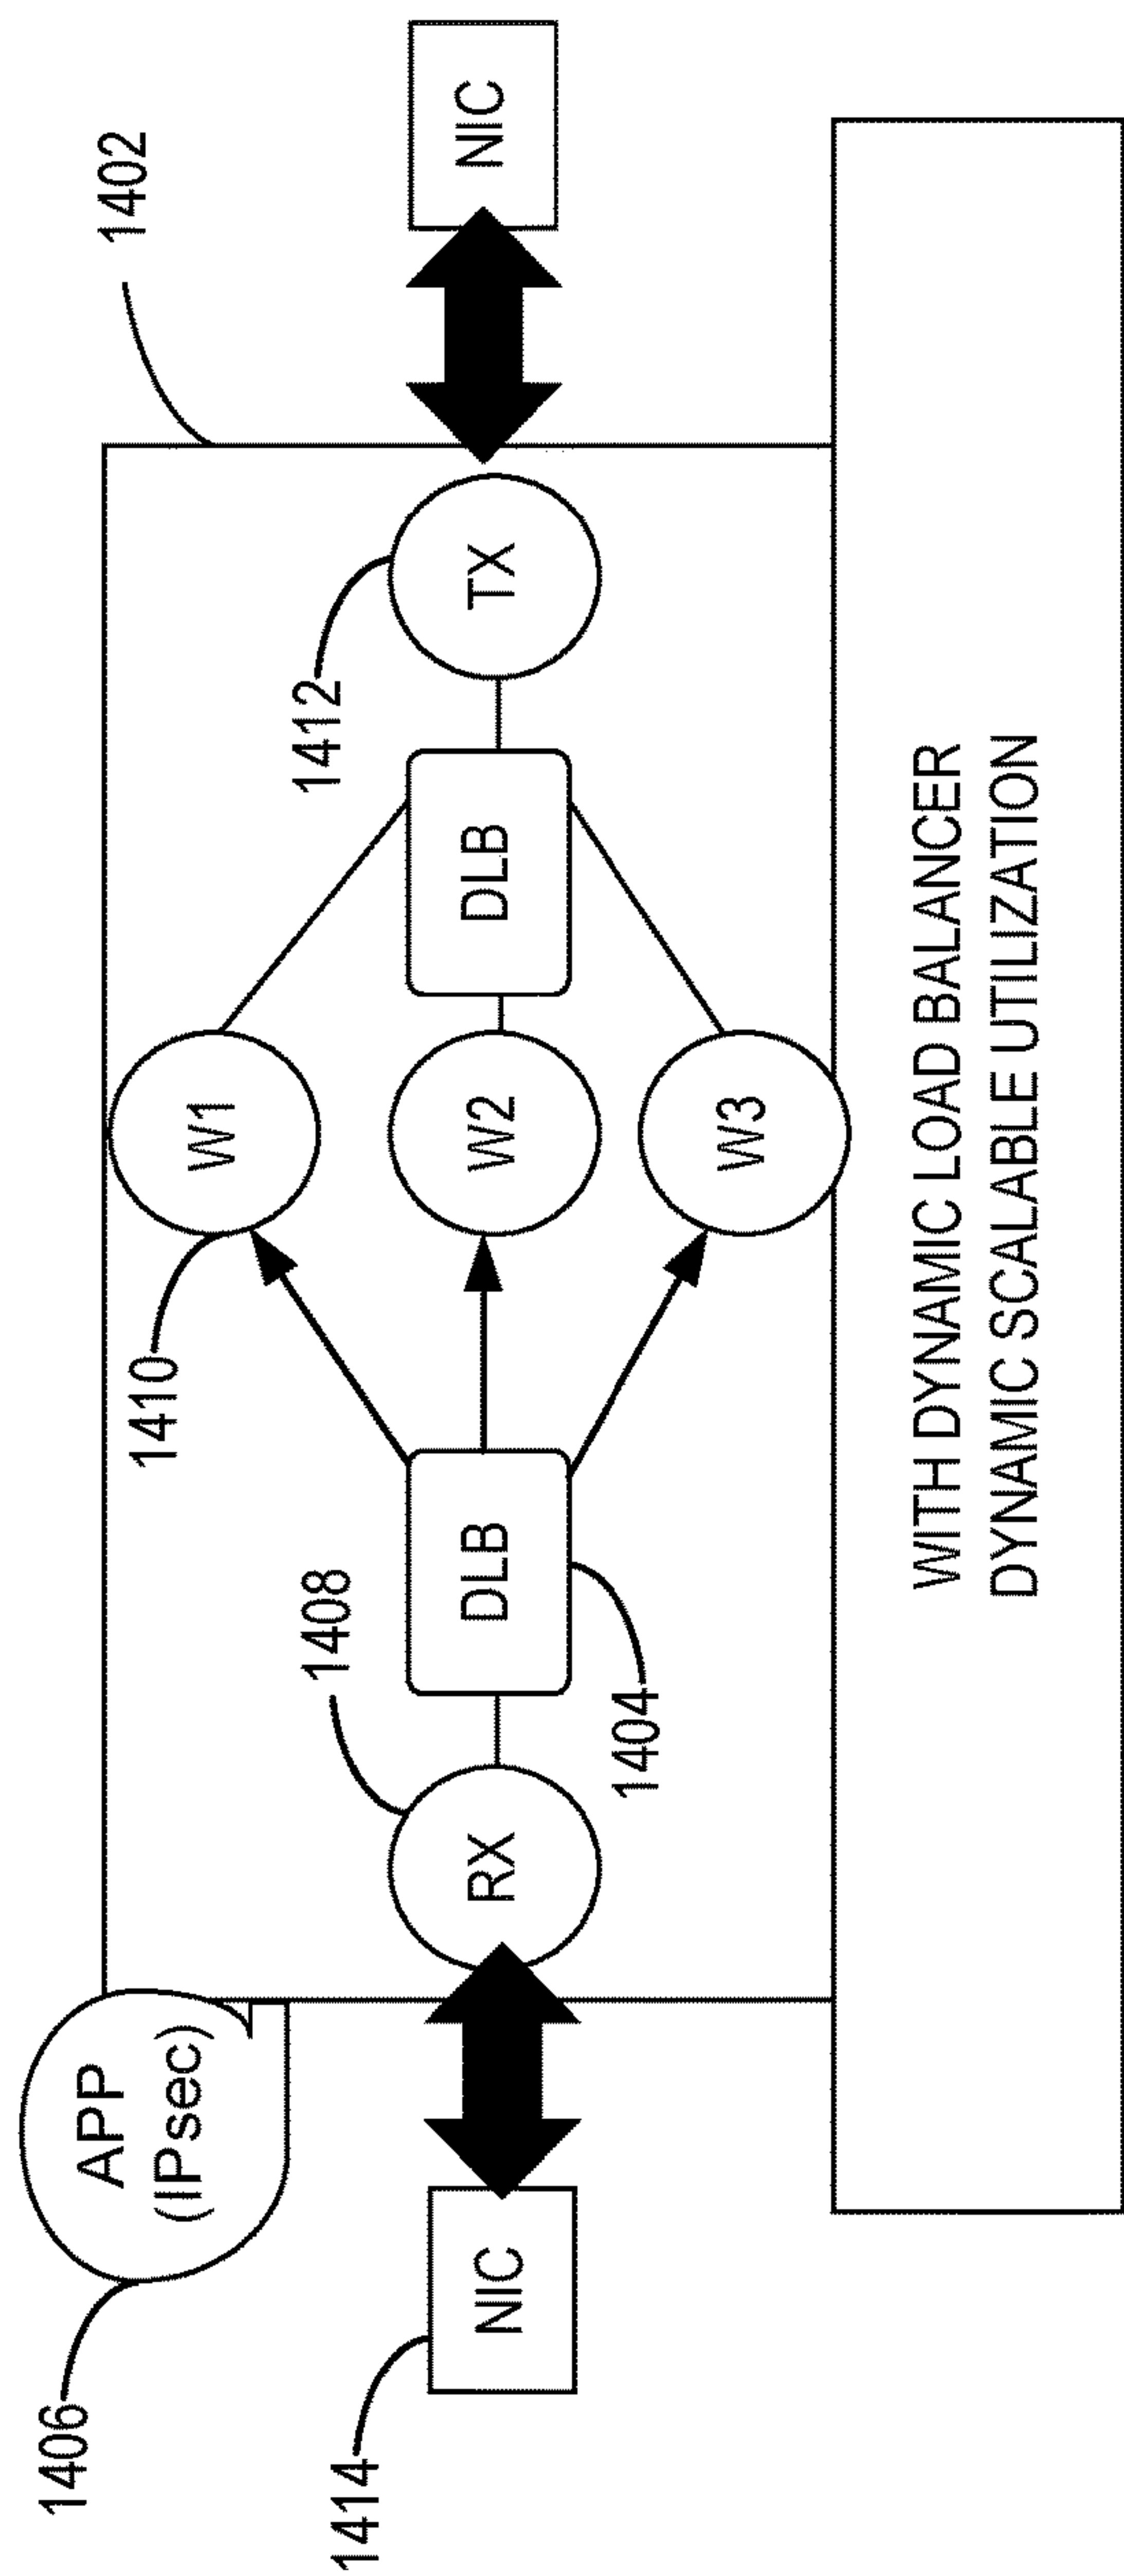 1406
APP
(IPsec)
1402
1414
NIC
1408
RX
DLB
1404
1410
W1
W2
W3
DLB
1412
TX
NIC
WITH DYNAMIC LOAD BALANCER
DYNAMIC SCALABLE UTILIZATION